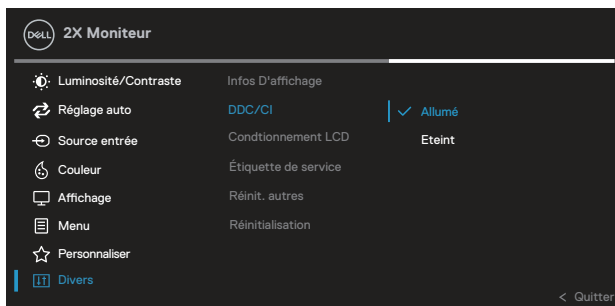 DELL 2X Moniteur
Luminosité/Contraste Infos D'affichage
Réglage auto DDC/CI Allumé
Source entrée Condtionnement LCD Eteint
Couleur Étiquette de service
Affichage Réinit. autres
Menu Réinitialisation
Personnaliser
Divers
< Quitter